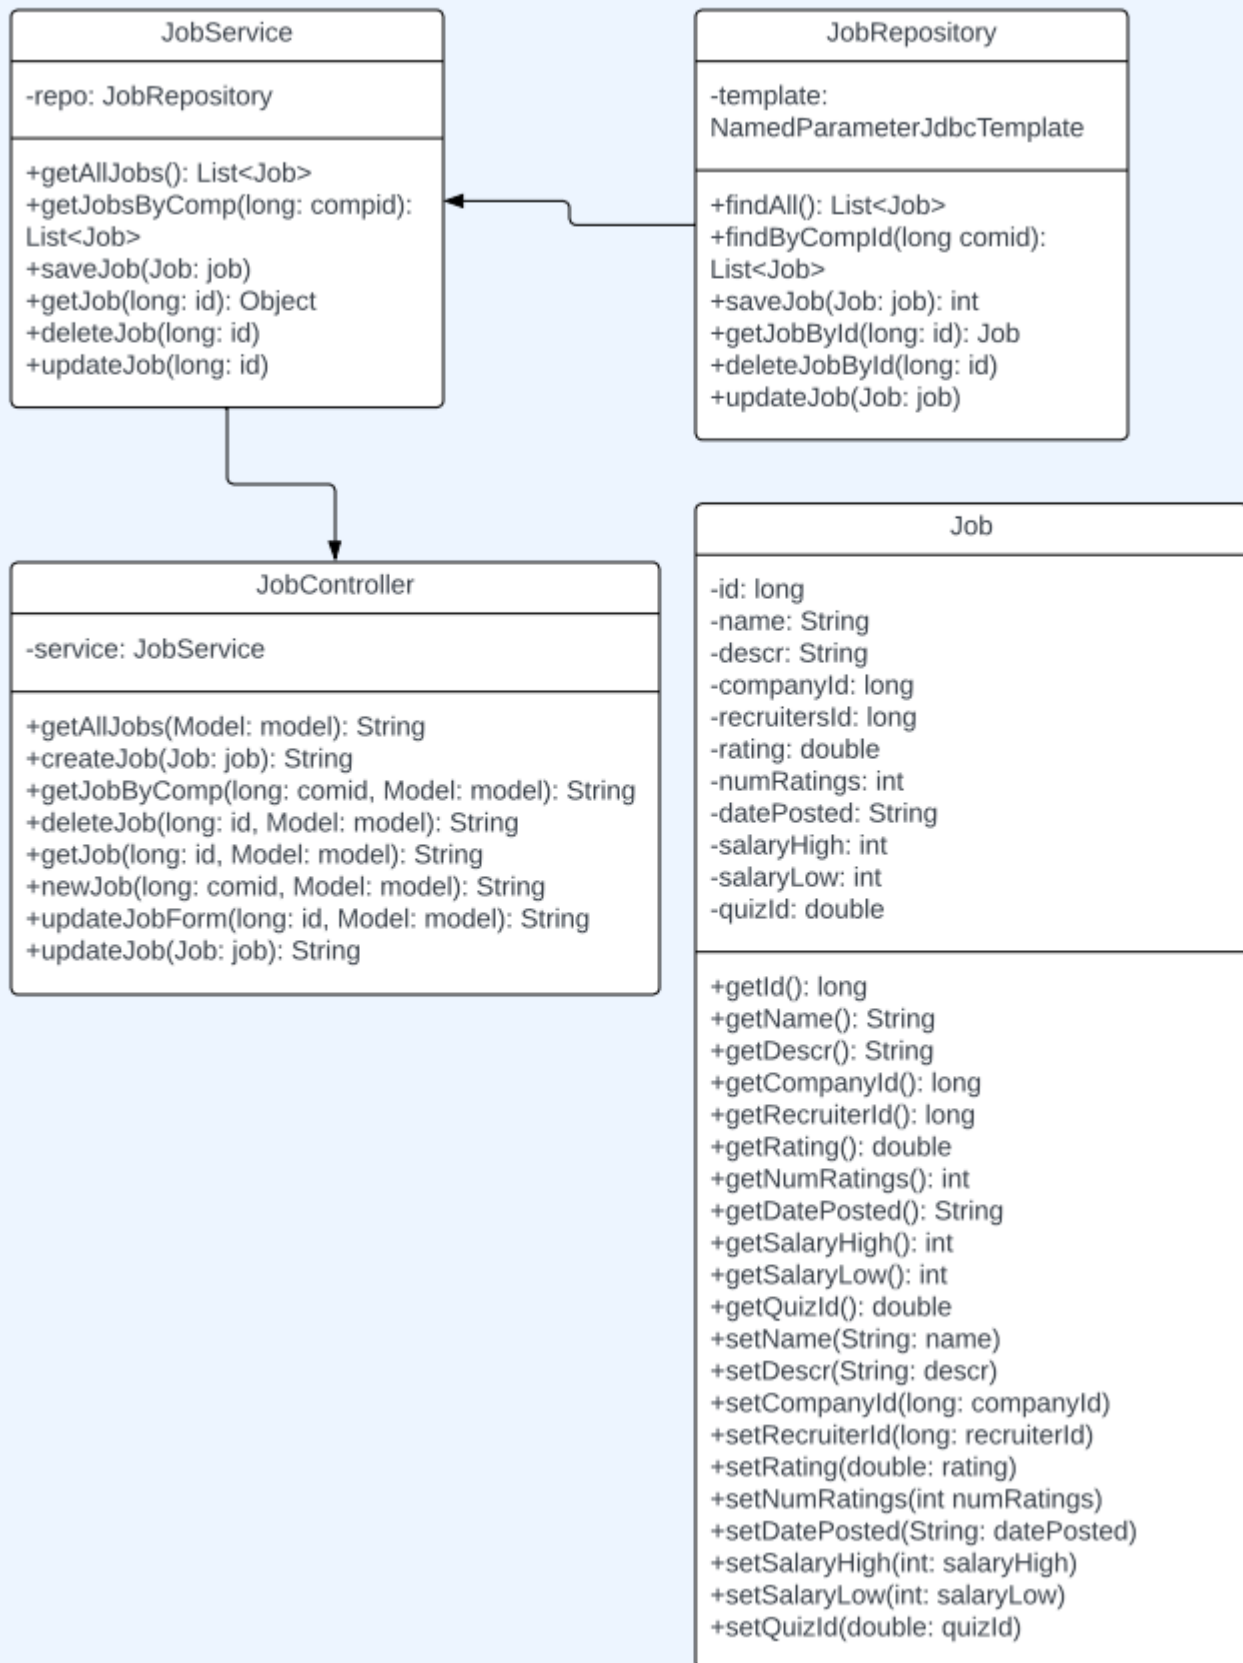 JobService
-repo: JobRepository
+getAllJobs(): List<Job>
+getJobsByComp(long: compid):
List<Job>
+saveJob(Job: job)
+getJob(long: id): Object
+deleteJob(long: id)
+updateJob(long: id)
JobRepository
-template:
NamedParameterJdbcTemplate
+findAll(): List<Job>
+findByCompId(long comid):
List<Job>
+saveJob(Job: job): int
+getJobById(long: id): Job
+deleteJobById(long: id)
+updateJob(Job: job)
JobController
-service: JobService
+getAllJobs(Model: model): String
+createJob(Job: job): String
+getJobByComp(long: comid, Model: model): String
+deleteJob(long: id, Model: model): String
+getJob(long: id, Model: model): String
+newJob(long: comid, Model: model): String
+updateJobForm(long: id, Model: model): String
+updateJob(Job: job): String
Job
-id: long
-name: String
-descr: String
-companyId: long
-recruitersId: long
-rating: double
-numRatings: int
-datePosted: String
-salaryHigh: int
-salaryLow: int
-quizId: double
+getId(): long
+getName(): String
+getDescr(): String
+getCompanyId(): long
+getRecruiterId(): long
+getRating(): double
+getNumRatings(): int
+getDatePosted(): String
+getSalaryHigh(): int
+getSalaryLow(): int
+getQuizId(): double
+setName(String: name)
+setDescr(String: descr)
+setCompanyId(long: companyId)
+setRecruiterId(long: recruiterId)
+setRating(double: rating)
+setNumRatings(int numRatings)
+setDatePosted(String: datePosted)
+setSalaryHigh(int: salaryHigh)
+setSalaryLow(int: salaryLow)
+setQuizId(double: quizId)